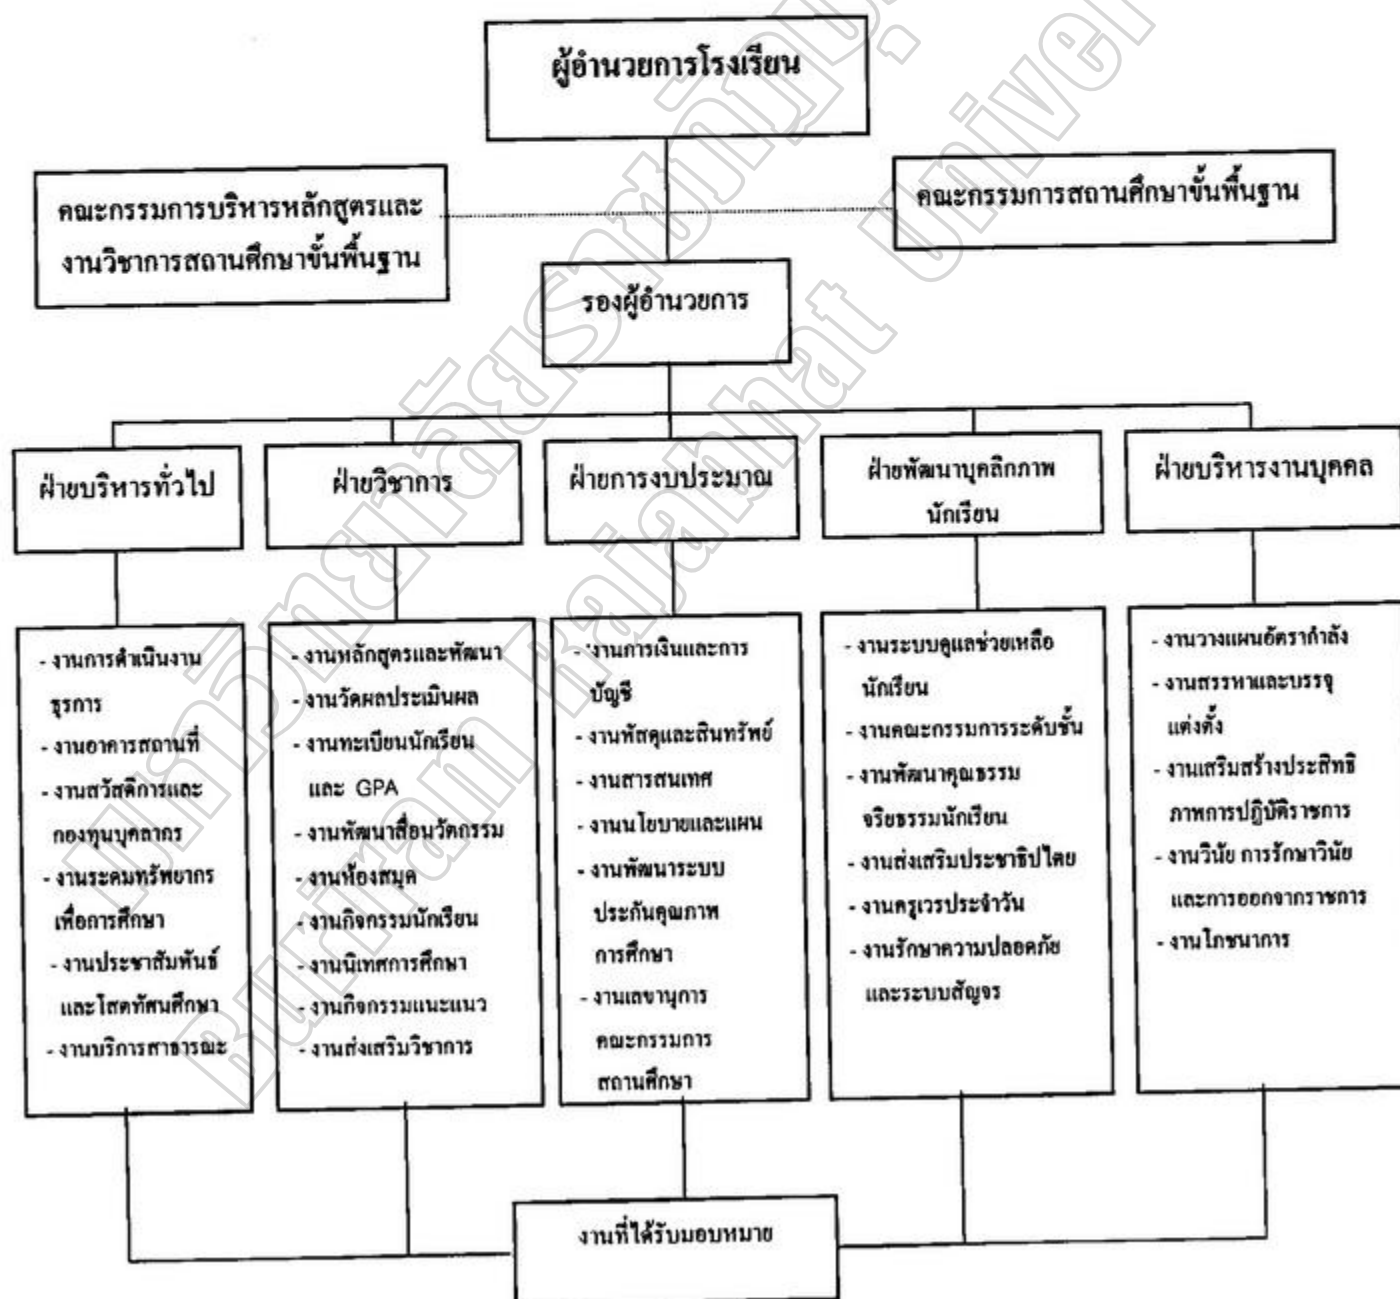 ผู้อำนวยการโรงเรียน
คณะกรรมการบริหารหลักสูตรและ
งานวิชาการสถานศึกษาขั้นพื้นฐาน
คณะกรรมการสถานศึกษาขั้นพื้นฐาน
รองผู้อำนวยการ
ฝ่ายบริหารทั่วไป
ฝ่ายวิชาการ
ฝ่ายการงบประมาณ
ฝ่ายพัฒนาบุคลิกภาพ
นักเรียน
ฝ่ายบริหารงานบุคคล
- งานการดำเนินงาน
ธุรการ
- งานอาคารสถานที่
- งานสวัสดิการและ
กองทุนบุคลากร
- งานระดมทรัพยากร
เพื่อการศึกษา
- งานประชาสัมพันธ์
และโสตทัศนศึกษา
- งานบริการสาธารณะ
- งานหลักสูตรและพัฒนา
- งานวัดผลประเมินผล
- งานทะเบียนนักเรียน
และ GPA
- งานพัฒนาสื่อนวัตกรรม
- งานห้องสมุด
- งานกิจกรรมนักเรียน
- งานนิเทศการศึกษา
- งานกิจกรรมแนะแนว
- งานส่งเสริมวิชาการ
- งานการเงินและการ
บัญชี
- งานพัสดุและสินทรัพย์
- งานสารสนเทศ
- งานนโยบายและแผน
- งานพัฒนาระบบ
ประกันคุณภาพ
การศึกษา
- งานเลขานุการ
คณะกรรมการ
สถานศึกษา
- งานระบบดูแลช่วยเหลือ
นักเรียน
- งานคณะกรรมการระดับชั้น
- งานพัฒนาคุณธรรม
จริยธรรมนักเรียน
- งานส่งเสริมประชาธิปไตย
- งานครูเวรประจำวัน
- งานรักษาความปลอดภัย
และระบบสัญจร
- งานวางแผนอัตรากำลัง
- งานสรรหาและบรรจุ
แต่งตั้ง
- งานเสริมสร้างประสิทธิ
ภาพการปฏิบัติราชการ
- งานวินัย การรักษาวินัย
และการออกจากราชการ
- งานโภชนาการ
งานที่ได้รับมอบหมาย
Buriram Rajabhat